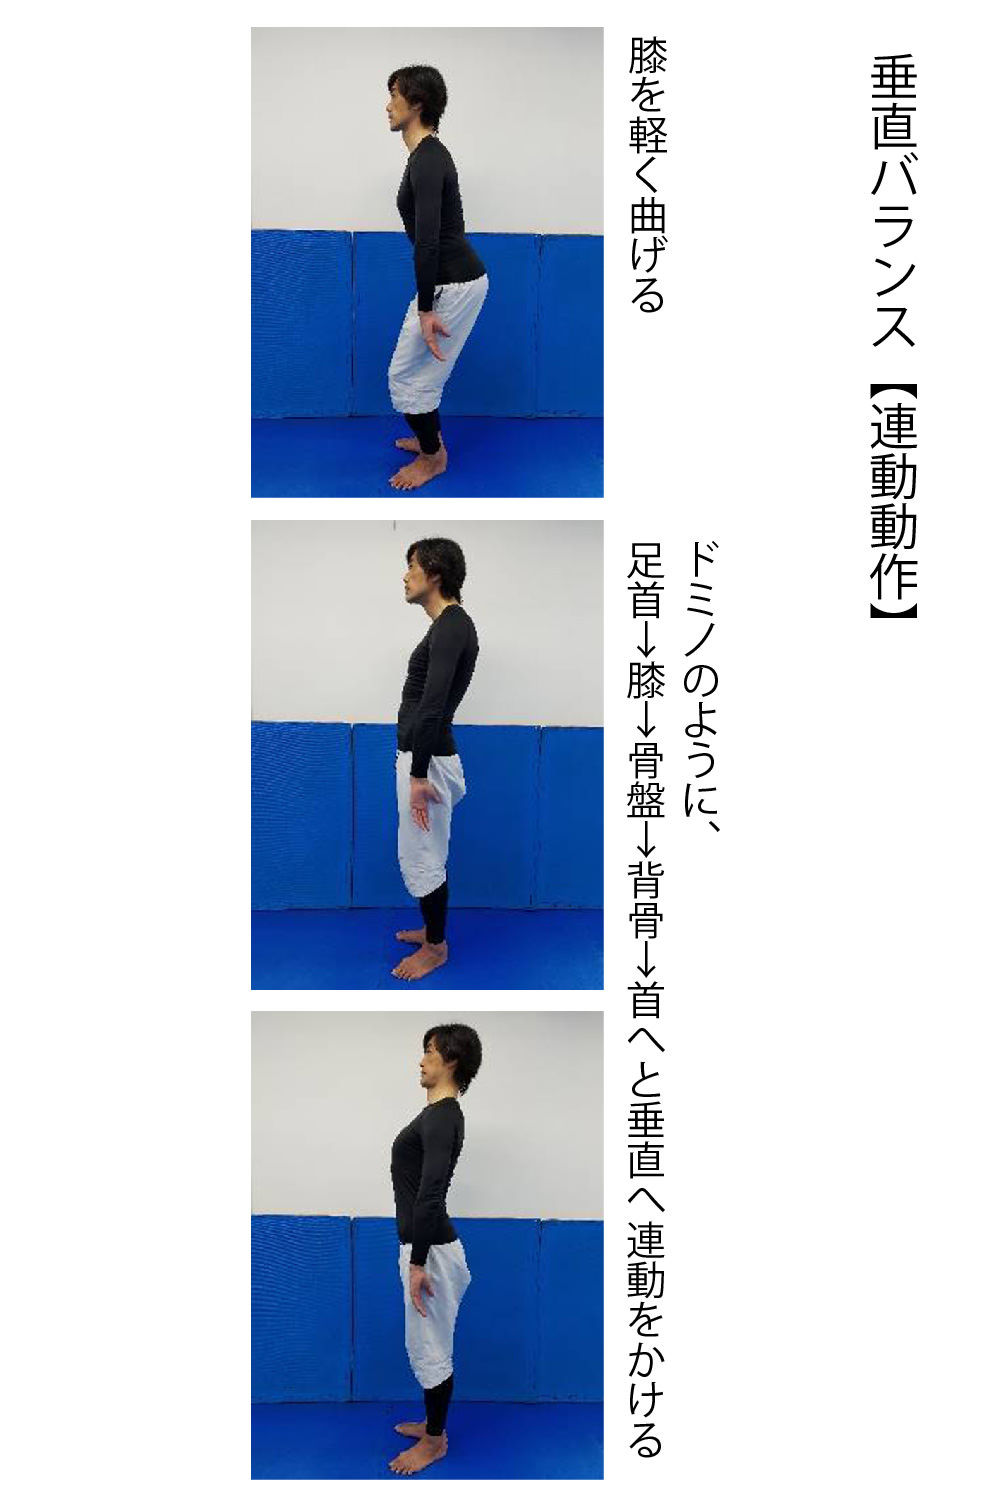 垂直バランス【連動動作】
膝を軽く曲げる
ドミノのように、
足首→膝→骨盤→背骨→首へと垂直へ連動をかける